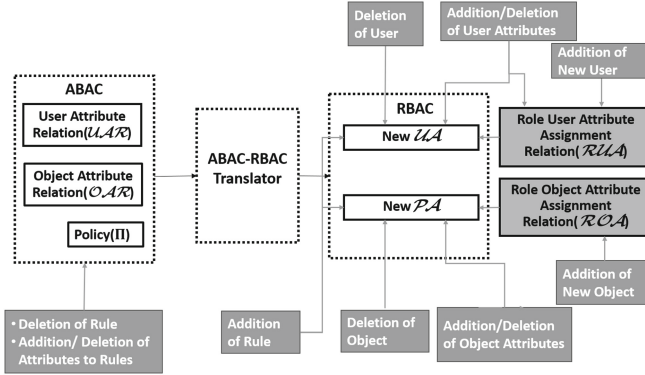 Deletion
of User
Addition/Deletion
of User Attributes
Addition of
New User
ABAC
User Attribute
Relation(𝒰𝒜ℛ)
Object Attribute
Relation(𝒪𝒜ℛ)
Policy(Π)
ABAC-RBAC
Translator
RBAC
New 𝒰𝒜
New 𝒫𝒜
Role User Attribute
Assignment
Relation(ℛ𝒰𝒜)
Role Object Attribute
Assignment
Relation(ℛ𝒪𝒜)
• Deletion of Rule
• Addition/ Deletion of
Attributes to Rules
Addition
of Rule
Deletion
of Object
Addition/Deletion
of Object Attributes
Addition of
New Object